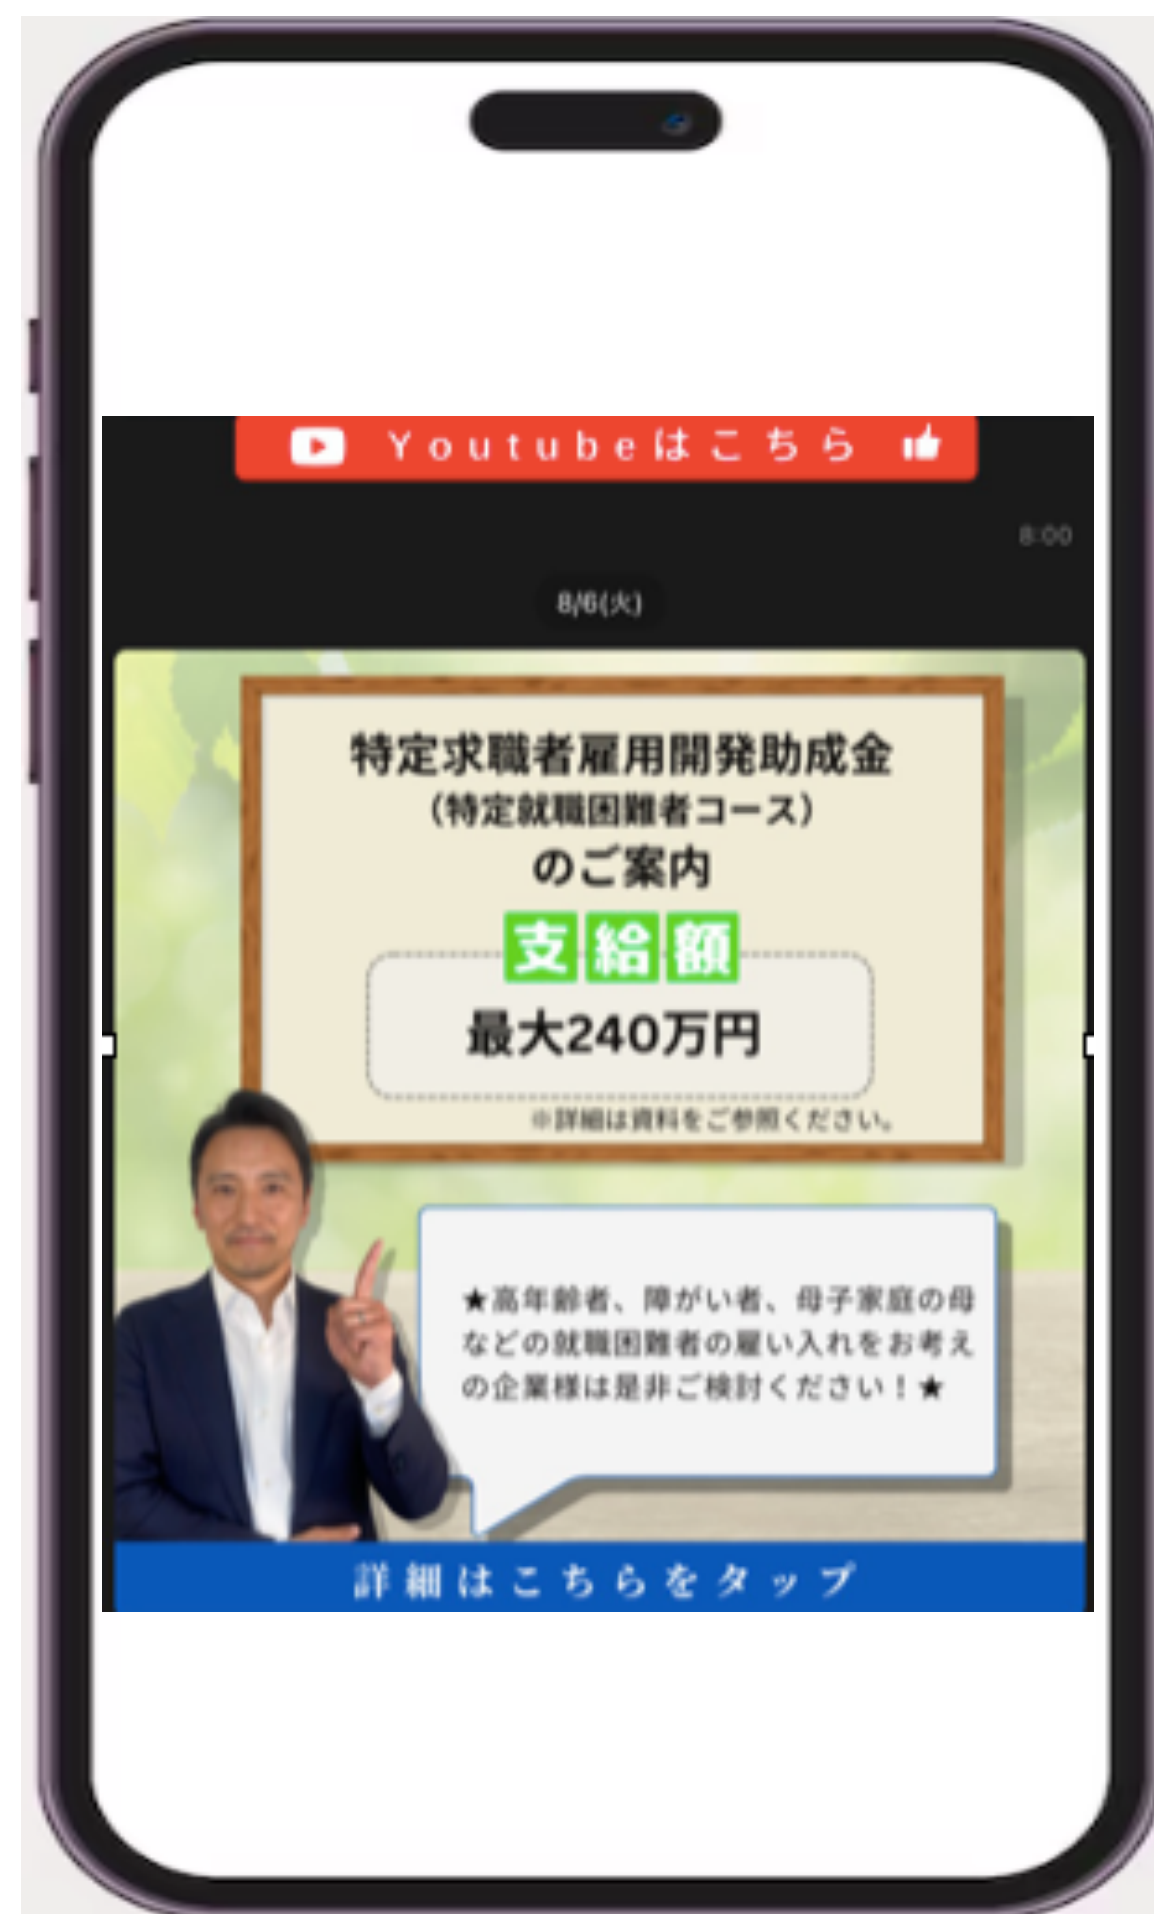 Youtubeはこちら
8:00
8/6(火)
特定求職者雇用開発助成金
（特定就職困難者コース）
のご案内
支給額
最大240万円
※詳細は資料をご参照ください。
★高年齢者、障がい者、母子家庭の母
などの就職困難者の雇い入れをお考え
の企業様は是非ご検討ください！★
詳細はこちらをタップ